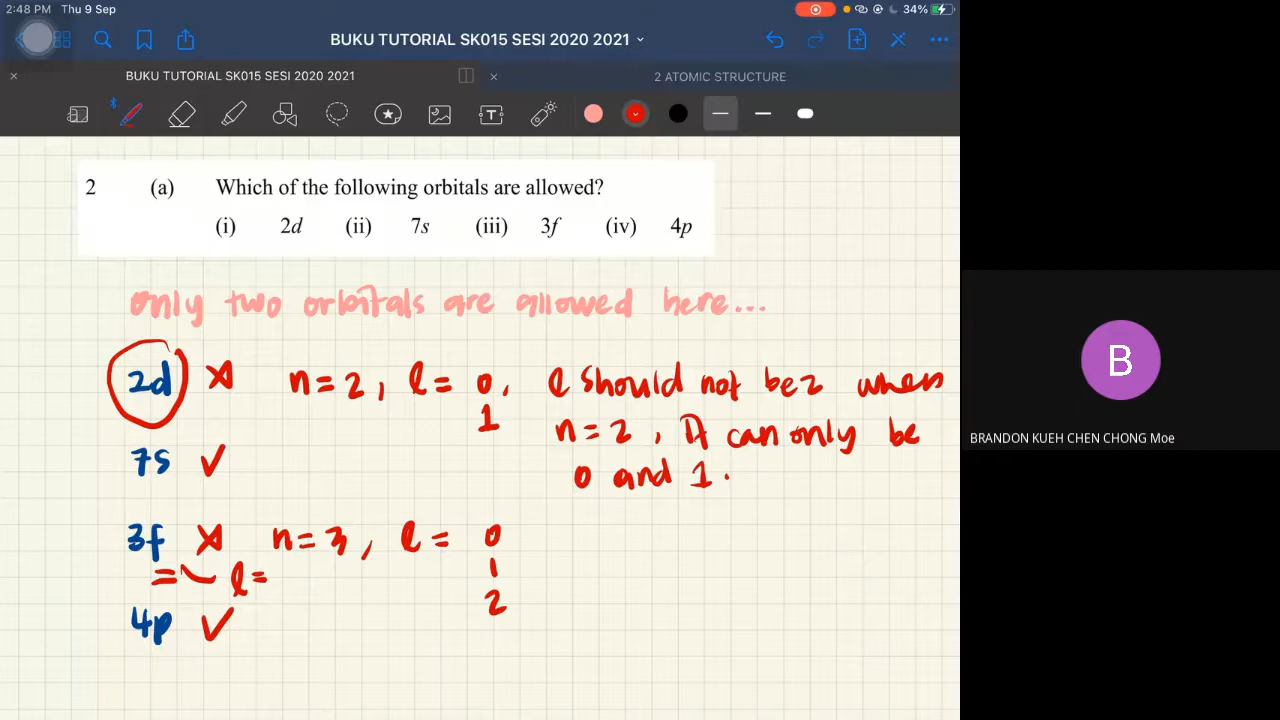 2:48 PM Thu 9 Sep
34%
BUKU TUTORIAL SK015 SESI 2020 2021
BUKU TUTORIAL SK015 SESI 2020 2021
2 ATOMIC STRUCTURE
2 (a) Which of the following orbitals are allowed?
(i) 2d (ii) 7s (iii) 3f (iv) 4p
only two orbitals are allowed here...
2d n = 2, l = 0, l should not be 2 when
1 n = 2, It can only be
7s ✓ 0 and 1.
3f n = 3, l = 0
l = 1
2
4p ✓
B
BRANDON KUEH CHEN CHONG Moe